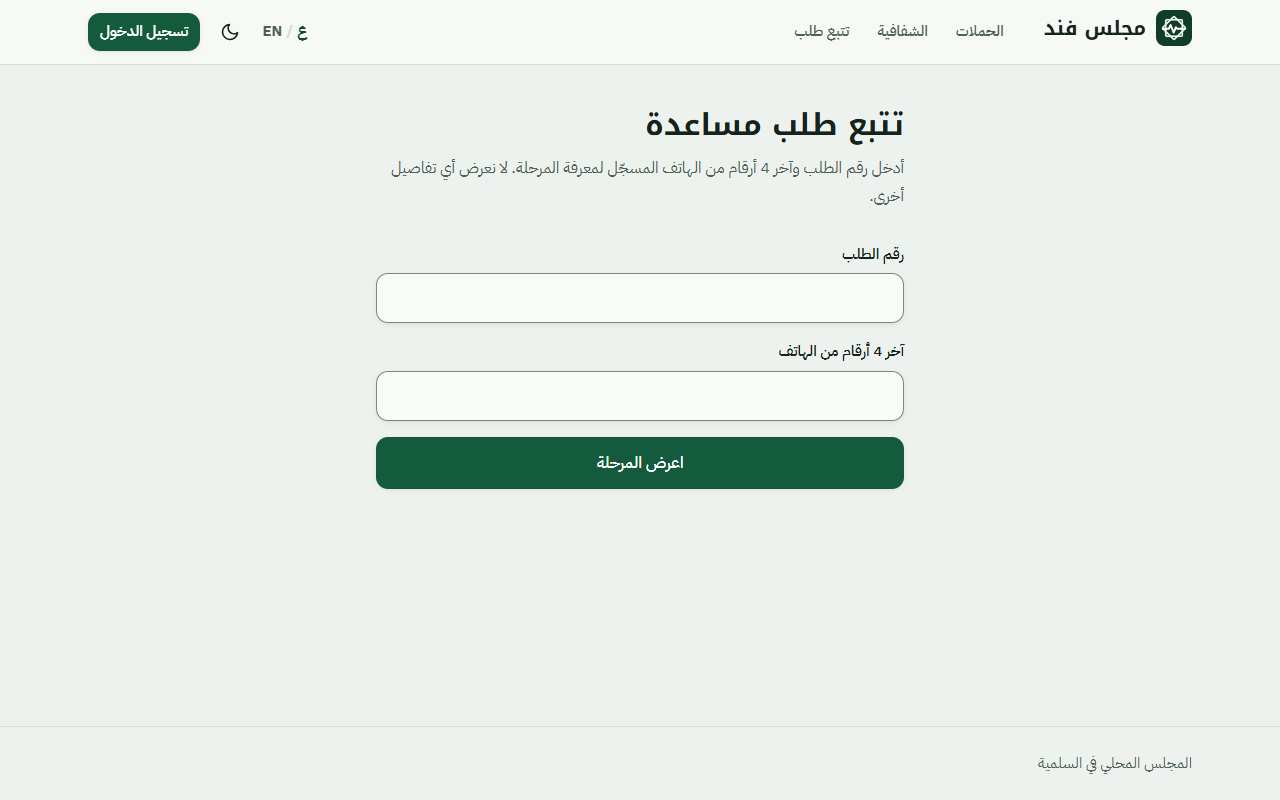 مجلس فند
الحملات
الشفافية
تتبع طلب
ع / EN
تسجيل الدخول
تتبع طلب مساعدة
أدخل رقم الطلب وآخر 4 أرقام من الهاتف المسجّل لمعرفة المرحلة. لا نعرض أي تفاصيل
أخرى.
رقم الطلب
آخر 4 أرقام من الهاتف
اعرض المرحلة
المجلس المحلي في السلمية